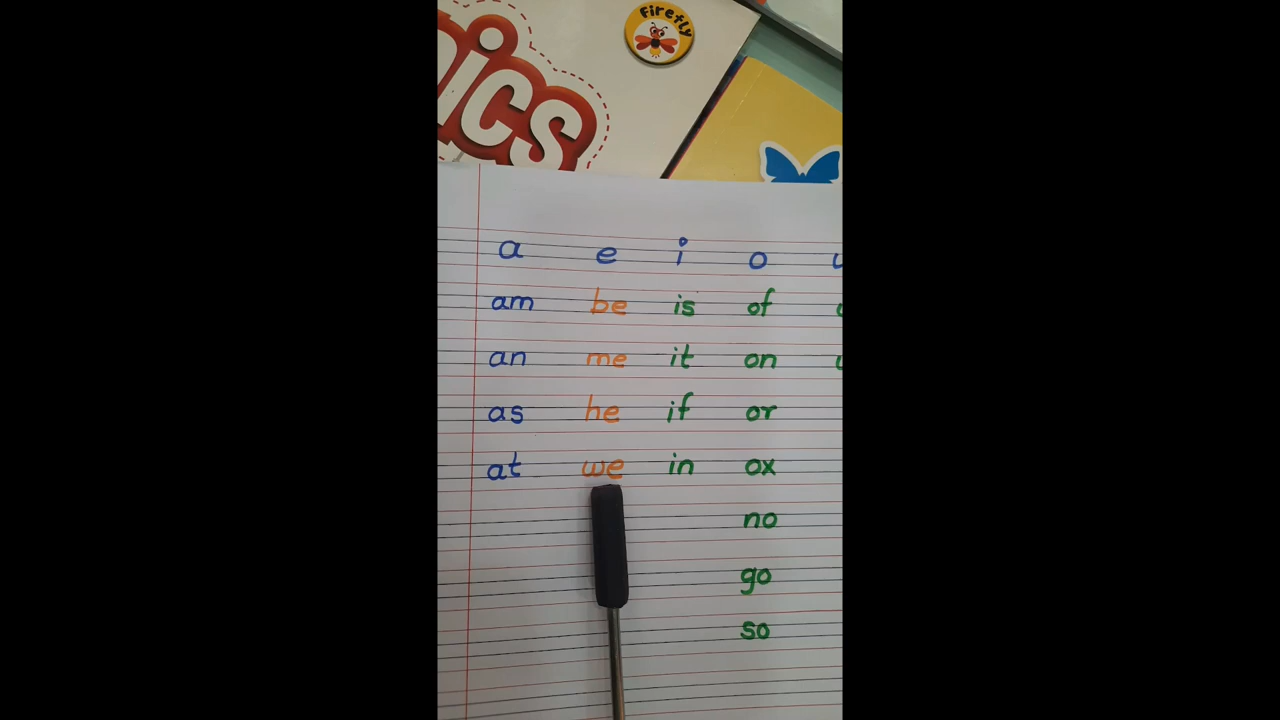 Firefly
ics
a e i o
am be is of
an me it on
as he if or
at we in ox
no
go
so